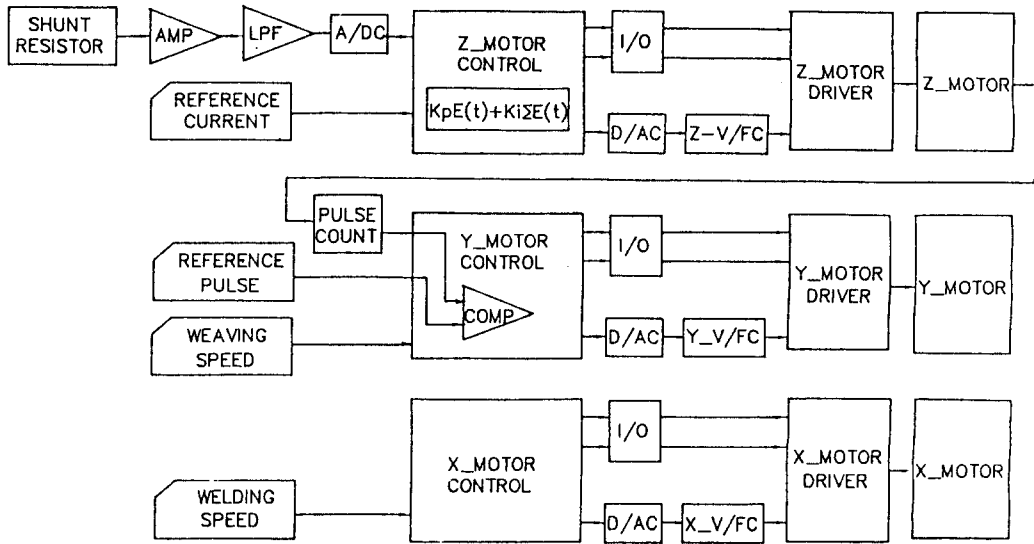 SHUNT
RESISTOR
AMP
LPF
A/DC
Z_MOTOR
CONTROL
KpE(t)+KiΣE(t)
I/O
D/AC
Z-V/FC
Z_MOTOR
DRIVER
Z_MOTOR
REFERENCE
CURRENT
PULSE
COUNT
REFERENCE
PULSE
WEAVING
SPEED
Y_MOTOR
CONTROL
COMP
I/O
D/AC
Y_V/FC
Y_MOTOR
DRIVER
Y_MOTOR
WELDING
SPEED
X_MOTOR
CONTROL
I/O
D/AC
X_V/FC
X_MOTOR
DRIVER
X_MOTOR